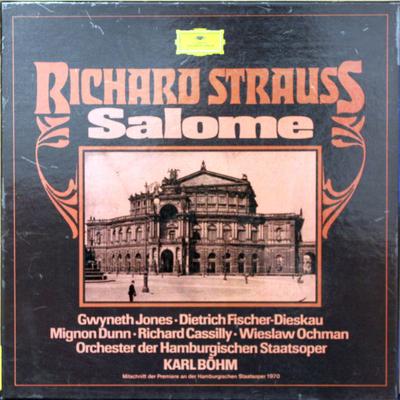 RICHARD STRAUSS
Salome
Gwyneth Jones · Dietrich Fischer-Dieskau
Mignon Dunn · Richard Cassilly · Wieslaw Ochman
Orchester der Hamburgischen Staatsoper
KARL BÖHM
Mitschnitt der Premiere an der Hamburgischen Staatsoper 1970